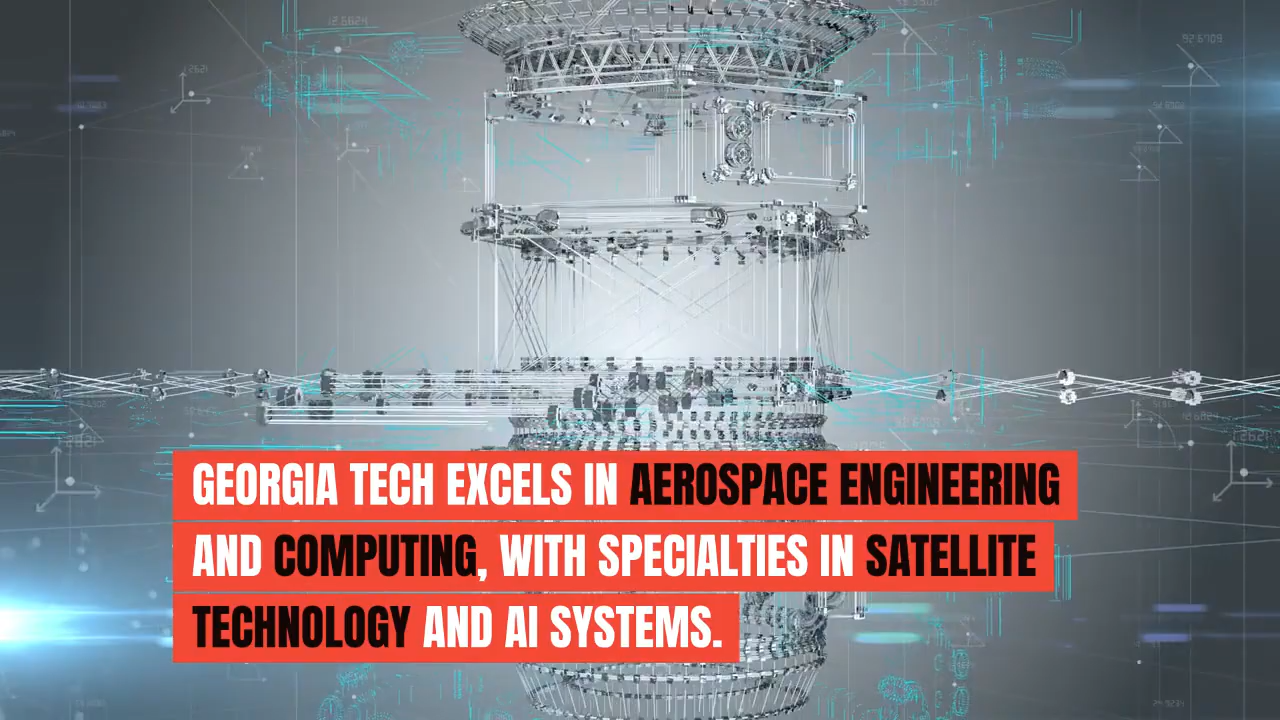 GEORGIA TECH EXCELS IN AEROSPACE ENGINEERING
AND COMPUTING, WITH SPECIALTIES IN SATELLITE
TECHNOLOGY AND AI SYSTEMS.